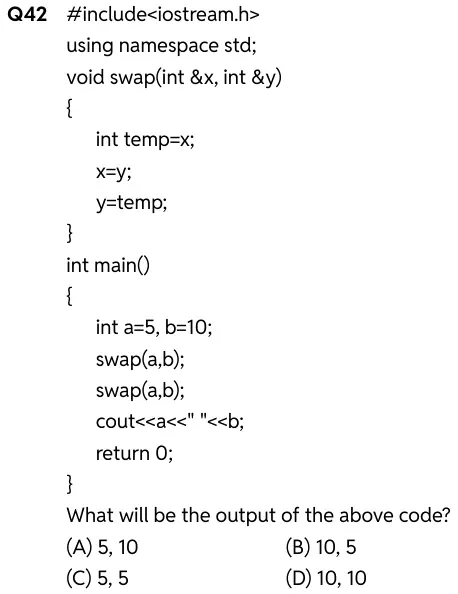 Q42 #include<iostream.h>
using namespace std;
void swap(int &x, int &y)
{
int temp=x;
x=y;
y=temp;
}
int main()
{
int a=5, b=10;
swap(a,b);
swap(a,b);
cout<<a<<" "<<b;
return 0;
}
What will be the output of the above code?
(A) 5, 10 (B) 10, 5
(C) 5, 5 (D) 10, 10